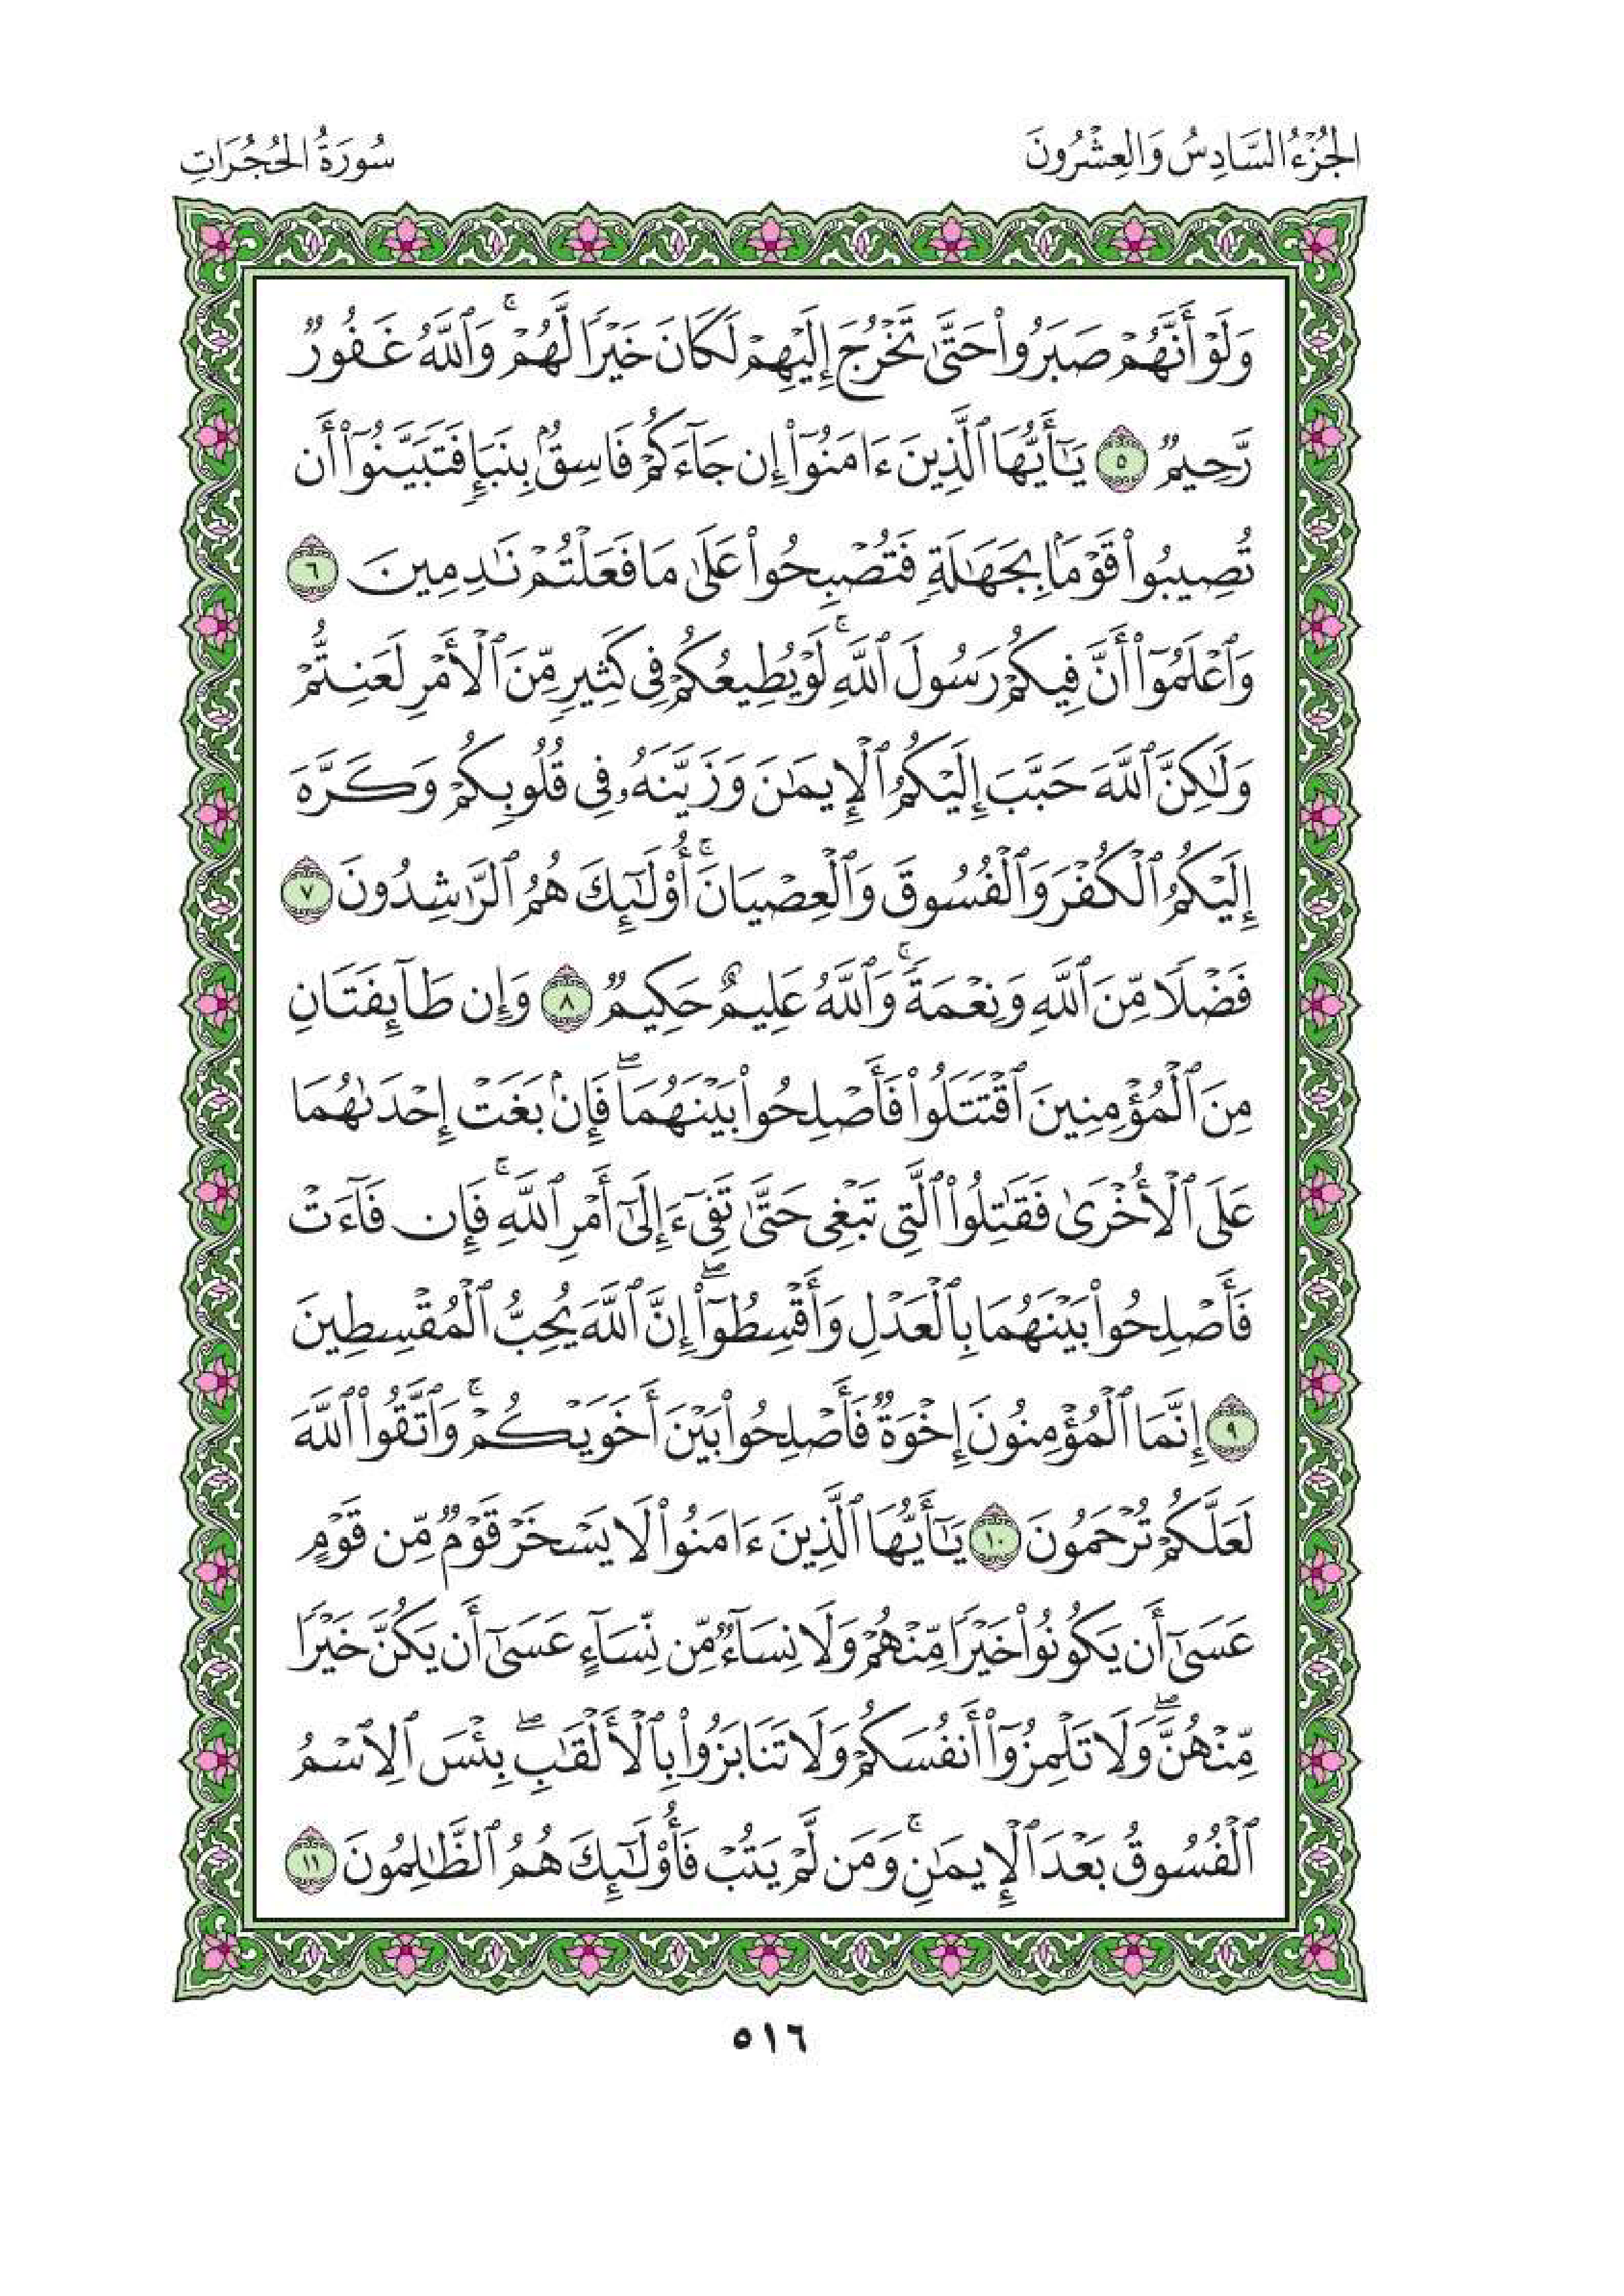 الجُزْءُ السَّادِسُ وَالعِشْرُونَ
سُورَةُ الحُجُرَاتِ
وَلَوۡ أَنَّهُمۡ صَبَرُواْ حَتَّىٰ تَخۡرُجَ إِلَيۡهِمۡ لَكَانَ خَيۡرٗا لَّهُمۡۚ وَٱللَّهُ غَفُورٞ
رَّحِيمٞ ٥ يَٰٓأَيُّهَا ٱلَّذِينَ ءَامَنُوٓاْ إِن جَآءَكُمۡ فَاسِقُۢ بِنَبَإٖ فَتَبَيَّنُوٓاْ أَن
تُصِيبُواْ قَوۡمَۢا بِجَهَٰلَةٖ فَتُصۡبِحُواْ عَلَىٰ مَا فَعَلۡتُمۡ نَٰدِمِينَ ٦
وَٱعۡلَمُوٓاْ أَنَّ فِيكُمۡ رَسُولَ ٱللَّهِۚ لَوۡ يُطِيعُكُمۡ فِي كَثِيرٖ مِّنَ ٱلۡأَمۡرِ لَعَنِتُّمۡ
وَلَٰكِنَّ ٱللَّهَ حَبَّبَ إِلَيۡكُمُ ٱلۡإِيمَٰنَ وَزَيَّنَهُۥ فِي قُلُوبِكُمۡ وَكَرَّهَ
إِلَيۡكُمُ ٱلۡكُفۡرَ وَٱلۡفُسُوقَ وَٱلۡعِصۡيَانَۚ أُوْلَٰٓئِكَ هُمُ ٱلرَّٰشِدُونَ ٧
فَضۡلٗا مِّنَ ٱللَّهِ وَنِعۡمَةٗۚ وَٱللَّهُ عَلِيمٌ حَكِيمٞ ٨ وَإِن طَآئِفَتَانِ
مِنَ ٱلۡمُؤۡمِنِينَ ٱقۡتَتَلُواْ فَأَصۡلِحُواْ بَيۡنَهُمَاۖ فَإِنۢ بَغَتۡ إِحۡدَىٰهُمَا
عَلَى ٱلۡأُخۡرَىٰ فَقَٰتِلُواْ ٱلَّتِي تَبۡغِي حَتَّىٰ تَفِيٓءَ إِلَىٰٓ أَمۡرِ ٱللَّهِۚ فَإِن فَآءَتۡ
فَأَصۡلِحُواْ بَيۡنَهُمَا بِٱلۡعَدۡلِ وَأَقۡسِطُوٓاْۖ إِنَّ ٱللَّهَ يُحِبُّ ٱلۡمُقۡسِطِينَ
٩ إِنَّمَا ٱلۡمُؤۡمِنُونَ إِخۡوَةٞ فَأَصۡلِحُواْ بَيۡنَ أَخَوَيۡكُمۡۚ وَٱتَّقُواْ ٱللَّهَ
لَعَلَّكُمۡ تُرۡحَمُونَ ١٠ يَٰٓأَيُّهَا ٱلَّذِينَ ءَامَنُواْ لَا يَسۡخَرۡ قَوۡمٞ مِّن قَوۡمٍ
عَسَىٰٓ أَن يَكُونُواْ خَيۡرٗا مِّنۡهُمۡ وَلَا نِسَآءٞ مِّن نِّسَآءٍ عَسَىٰٓ أَن يَكُنَّ خَيۡرٗا
مِّنۡهُنَّۖ وَلَا تَلۡمِزُوٓاْ أَنفُسَكُمۡ وَلَا تَنَابَزُواْ بِٱلۡأَلۡقَٰبِۖ بِئۡسَ ٱلِٱسۡمُ
ٱلۡفُسُوقُ بَعۡدَ ٱلۡإِيمَٰنِۚ وَمَن لَّمۡ يَتُبۡ فَأُوْلَٰٓئِكَ هُمُ ٱلظَّٰلِمُونَ ١١
٥١٦